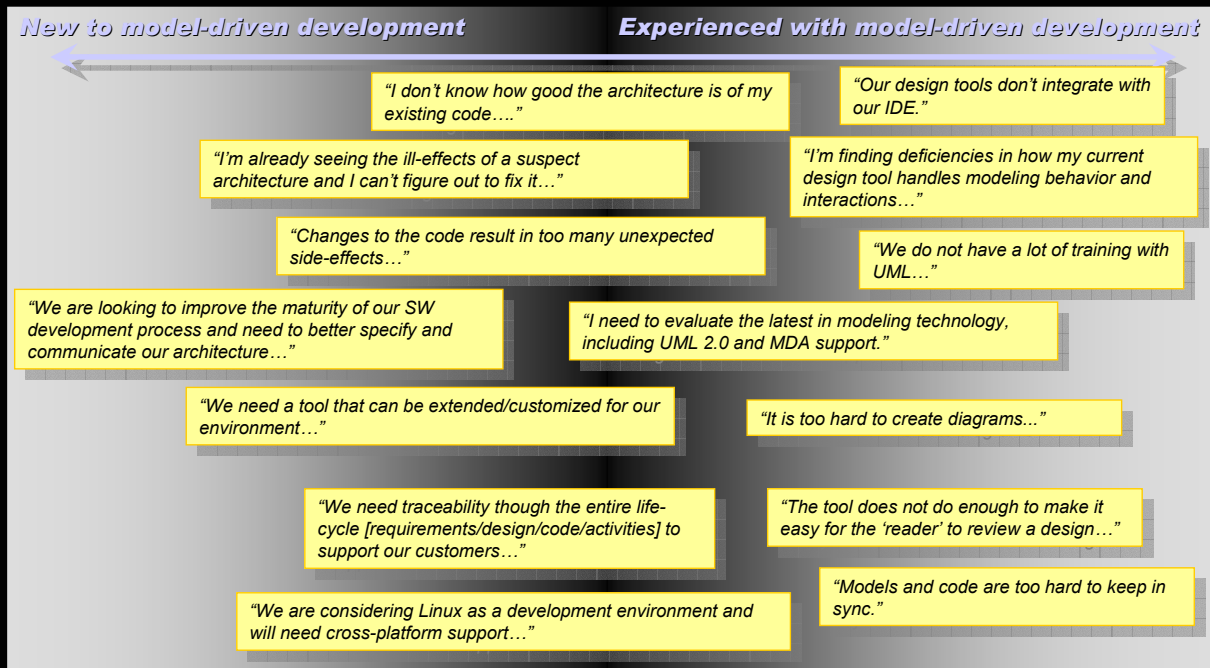 New to model-driven development
Experienced with model-driven development
“I don’t know how good the architecture is of my
existing code….”
“Our design tools don’t integrate with
our IDE.”
“I’m already seeing the ill-effects of a suspect
architecture and I can’t figure out to fix it…”
“I’m finding deficiencies in how my current
design tool handles modeling behavior and
interactions…”
“Changes to the code result in too many unexpected
side-effects…”
“We do not have a lot of training with
UML…”
“We are looking to improve the maturity of our SW
development process and need to better specify and
communicate our architecture…”
“I need to evaluate the latest in modeling technology,
including UML 2.0 and MDA support.”
“We need a tool that can be extended/customized for our
environment…”
“It is too hard to create diagrams...”
“We need traceability though the entire life-
cycle [requirements/design/code/activities] to
support our customers…”
“The tool does not do enough to make it
easy for the ‘reader’ to review a design…”
“Models and code are too hard to keep in
sync.”
“We are considering Linux as a development environment and
will need cross-platform support…”